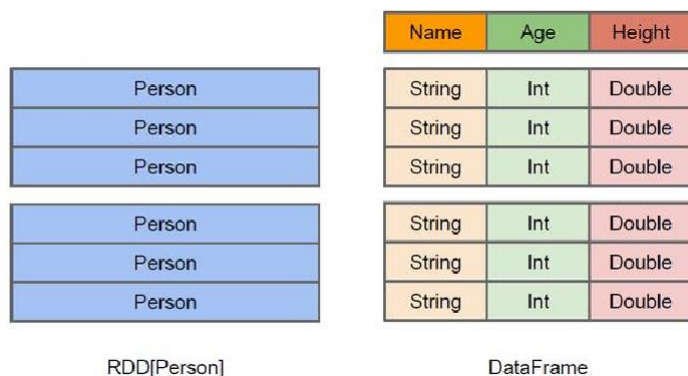 Name Age Height
Person String Int Double
Person String Int Double
Person String Int Double
Person String Int Double
Person String Int Double
Person String Int Double
RDD[Person] DataFrame